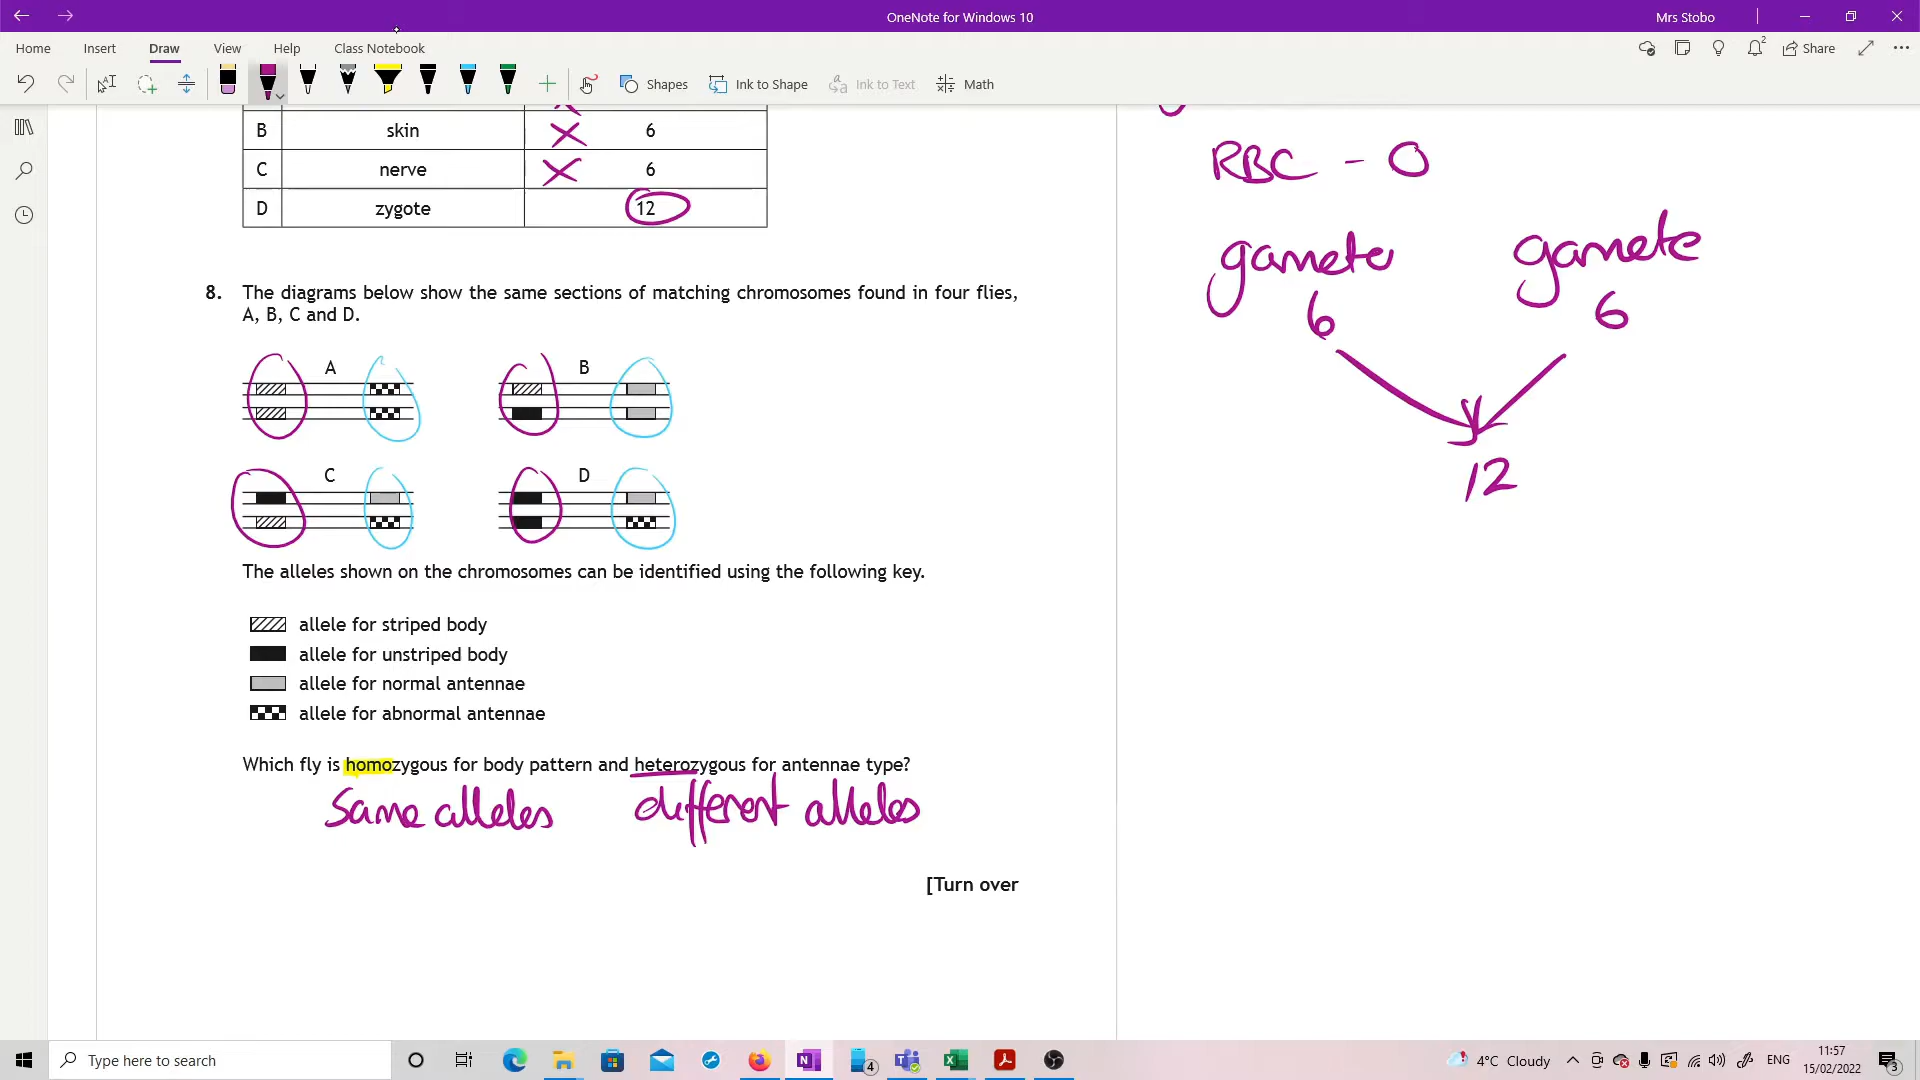 OneNote for Windows 10
Mrs Stobo
Home Insert Draw View Help Class Notebook
2
Share
Shapes Ink to Shape Ink to Text Math
B skin 6
C nerve 6
D zygote 12
RBC - 0
gamete gamete
6 6
12
8. The diagrams below show the same sections of matching chromosomes found in four flies,
A, B, C and D.
A B
C D
The alleles shown on the chromosomes can be identified using the following key.
allele for striped body
allele for unstriped body
allele for normal antennae
allele for abnormal antennae
Which fly is homozygous for body pattern and heterozygous for antennae type?
Same alleles different alleles
[Turn over
Type here to search
4
4°C Cloudy
ENG
11:57
15/02/2022
3